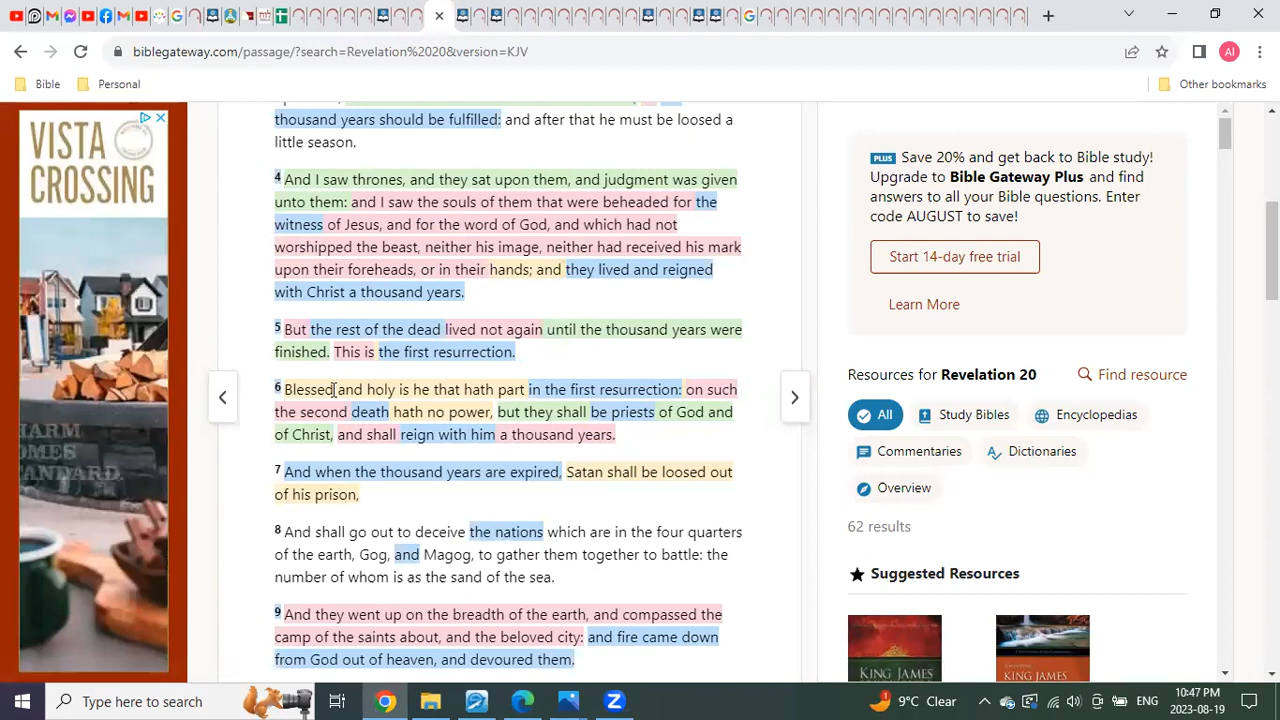 biblegateway.com/passage/?search=Revelation%2020&version=KJV
AI
Bible
Personal
Other bookmarks
VISTA
CROSSING
thousand years should be fulfilled: and after that he must be loosed a
little season.
4 And I saw thrones, and they sat upon them, and judgment was given
unto them: and I saw the souls of them that were beheaded for the
witness of Jesus, and for the word of God, and which had not
worshipped the beast, neither his image, neither had received his mark
upon their foreheads, or in their hands; and they lived and reigned
with Christ a thousand years.
5 But the rest of the dead lived not again until the thousand years were
finished. This is the first resurrection.
6 Blessed and holy is he that hath part in the first resurrection: on such
the second death hath no power, but they shall be priests of God and
of Christ, and shall reign with him a thousand years.
7 And when the thousand years are expired, Satan shall be loosed out
of his prison,
8 And shall go out to deceive the nations which are in the four quarters
of the earth, Gog, and Magog, to gather them together to battle: the
number of whom is as the sand of the sea.
9 And they went up on the breadth of the earth, and compassed the
camp of the saints about, and the beloved city: and fire came down
from God out of heaven, and devoured them.
PLUS Save 20% and get back to Bible study!
Upgrade to Bible Gateway Plus and find
answers to all your Bible questions. Enter
code AUGUST to save!
Start 14-day free trial
Learn More
Resources for Revelation 20
Find resource
All
Study Bibles
Encyclopedias
Commentaries
Dictionaries
Overview
62 results
Suggested Resources
KING JAMES
KING JAMES
Type here to search
9°C Clear
ENG
10:47 PM
2023-08-19